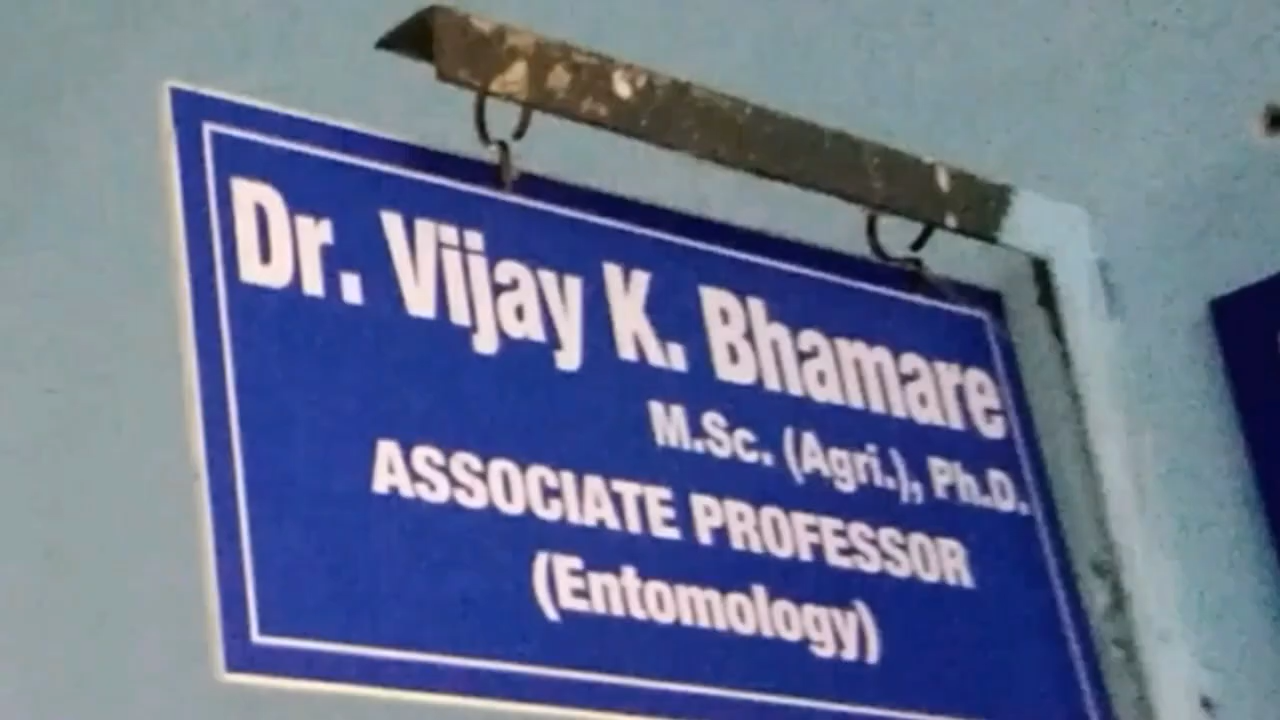 Dr. Vijay K. Bhamare
M.Sc. (Agri.), Ph.D.
ASSOCIATE PROFESSOR
(Entomology)